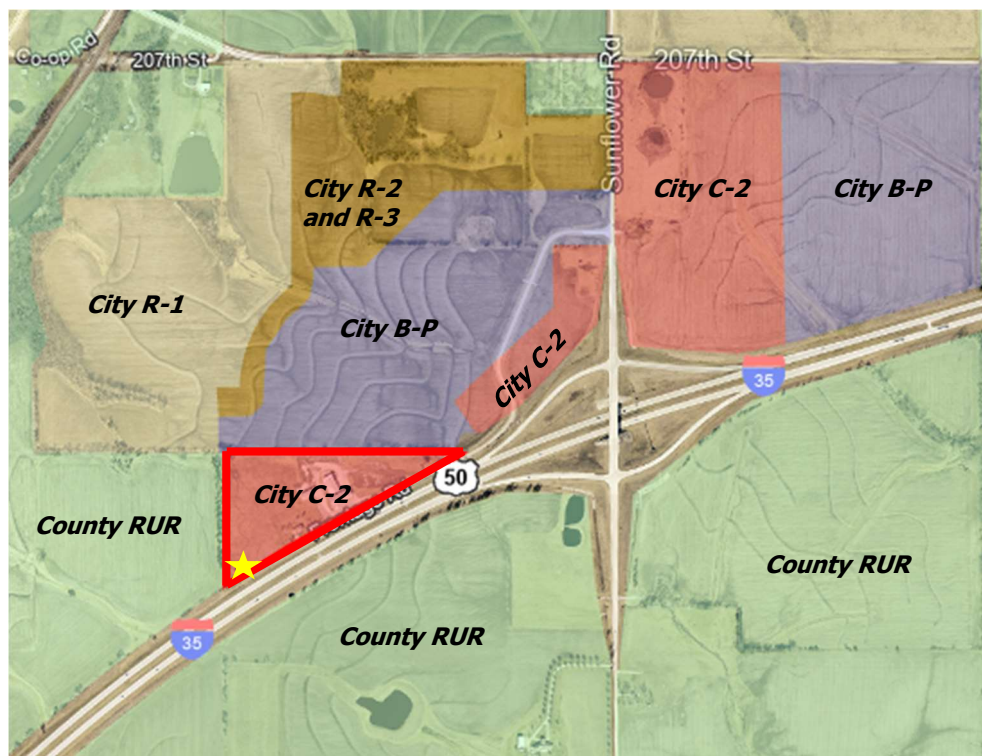 Co-op Rd
207th St
Sunflower Rd
207th St
City R-2
and R-3
City C-2
City B-P
City R-1
City B-P
City C-2
35
50
City C-2
County RUR
County RUR
35
County RUR